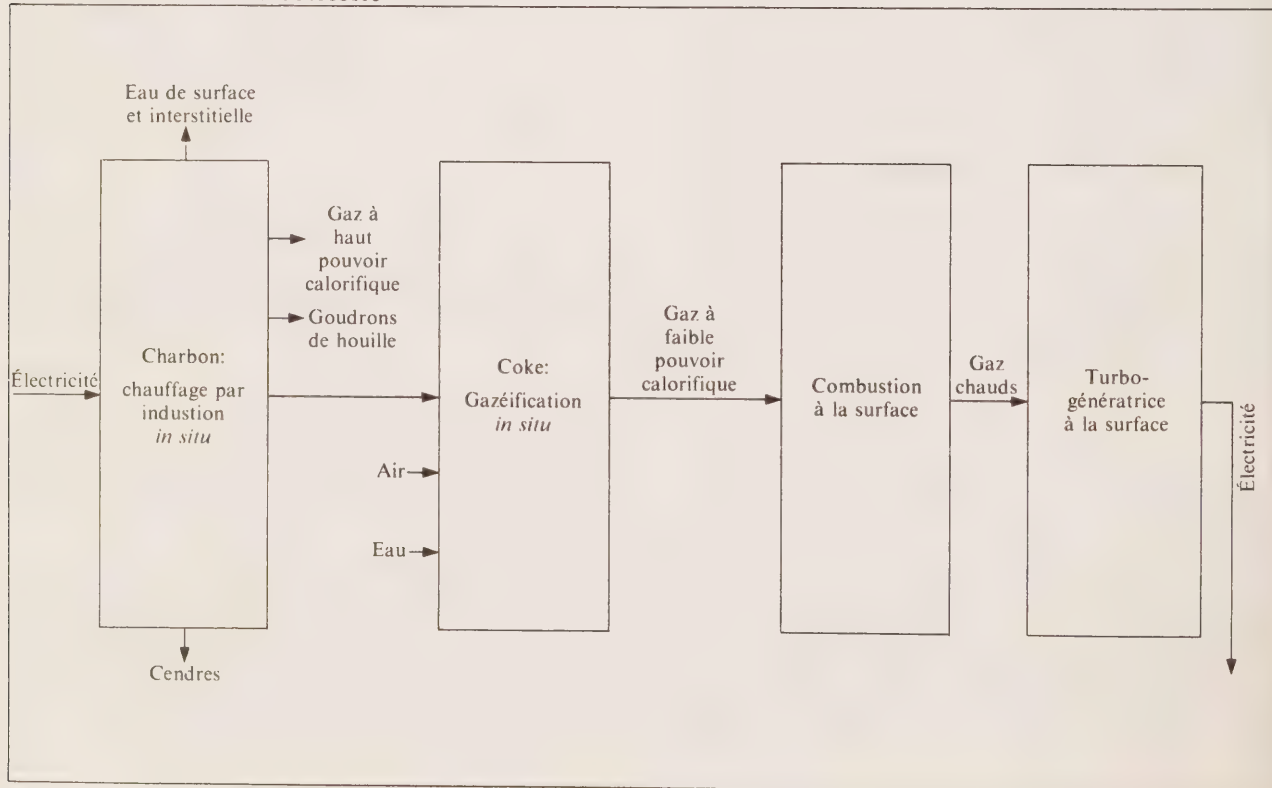 Eau de surface
et interstitielle
Gaz à
haut
pouvoir
calorifique
Goudrons
de houille
Électricité
Charbon:
chauffage par
industion
in situ
Cendres
Coke:
Gazéification
in situ
Air
Eau
Gaz à
faible
pouvoir
calorifique
Combustion
à la surface
Gaz
chauds
Turbo-
génératrice
à la surface
Électricité